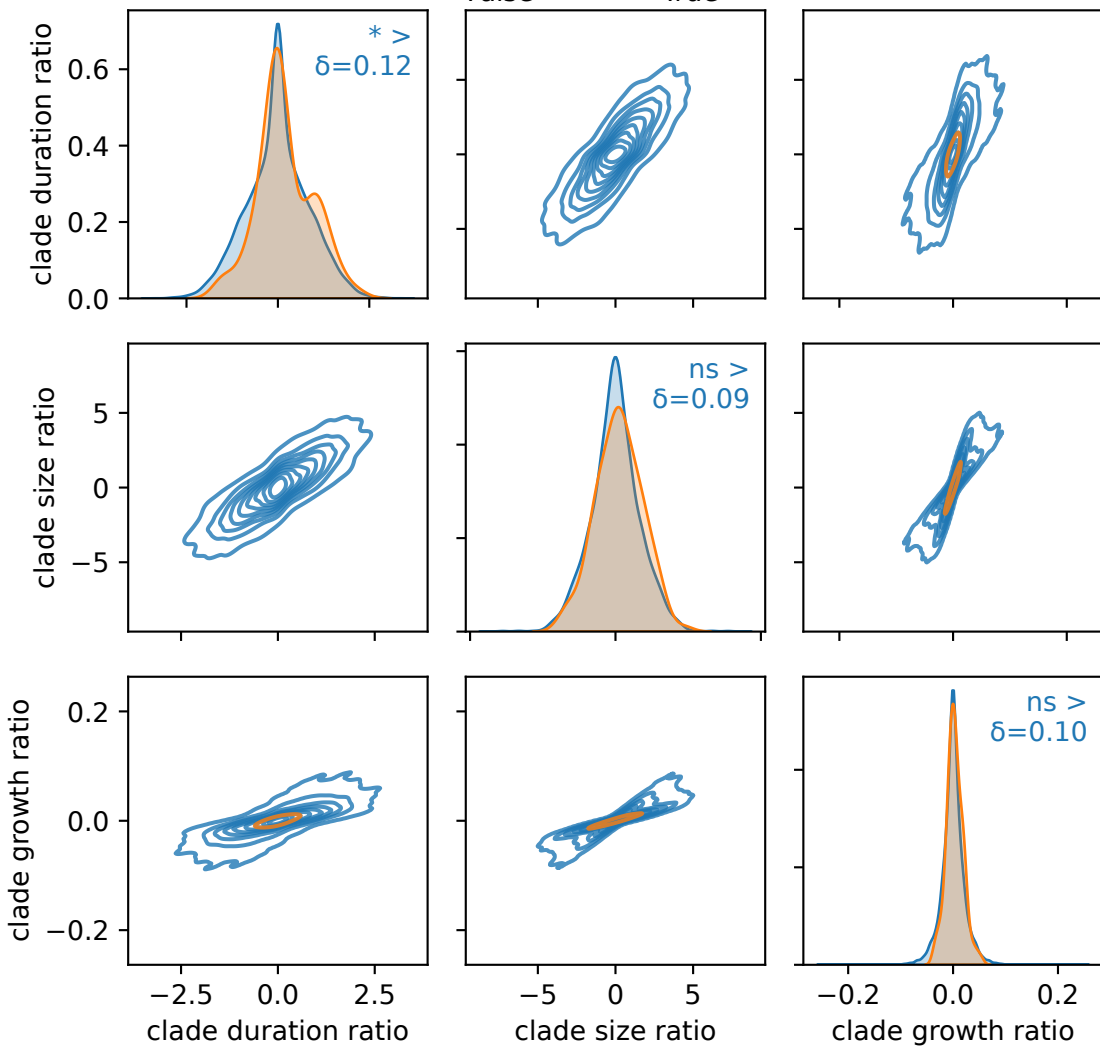 * >
δ=0.12
clade duration ratio
0.6
0.4
0.2
0.0
ns >
δ=0.09
clade size ratio
5
0
−5
ns >
δ=0.10
clade growth ratio
0.2
0.0
−0.2
−2.5 0.0 2.5 −5 0 5 −0.2 0.0 0.2
clade duration ratio clade size ratio clade growth ratio